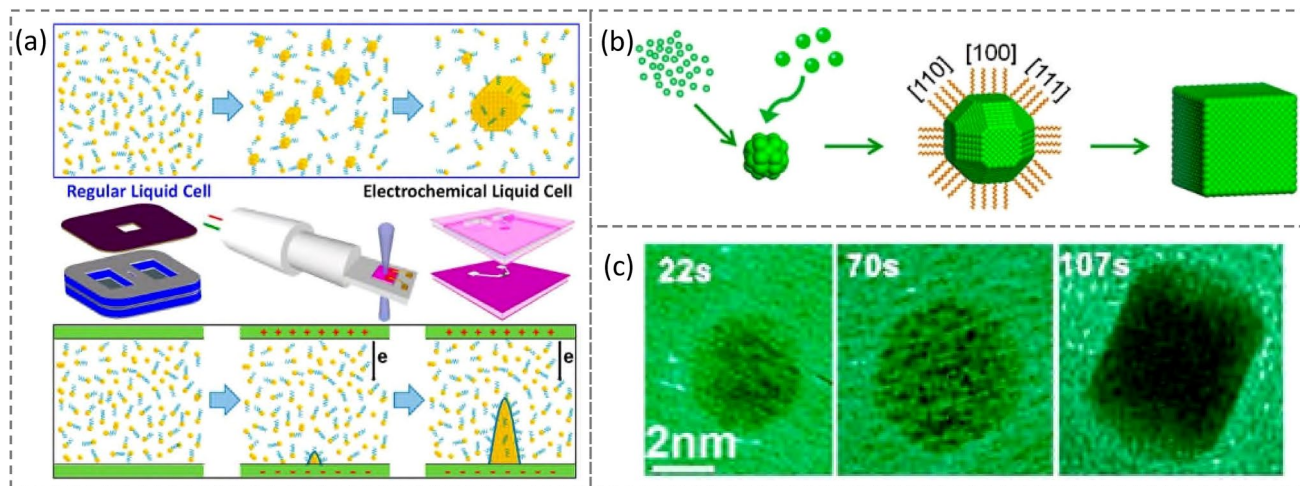 (a)
Regular Liquid Cell
Electrochemical Liquid Cell
+ + + + + + + +
+ + + + + + + + +
e
e
- - - - - - - -
- - - - - - - -
(b)
[110]
[100]
[111]
(c)
22s
70s
107s
2nm